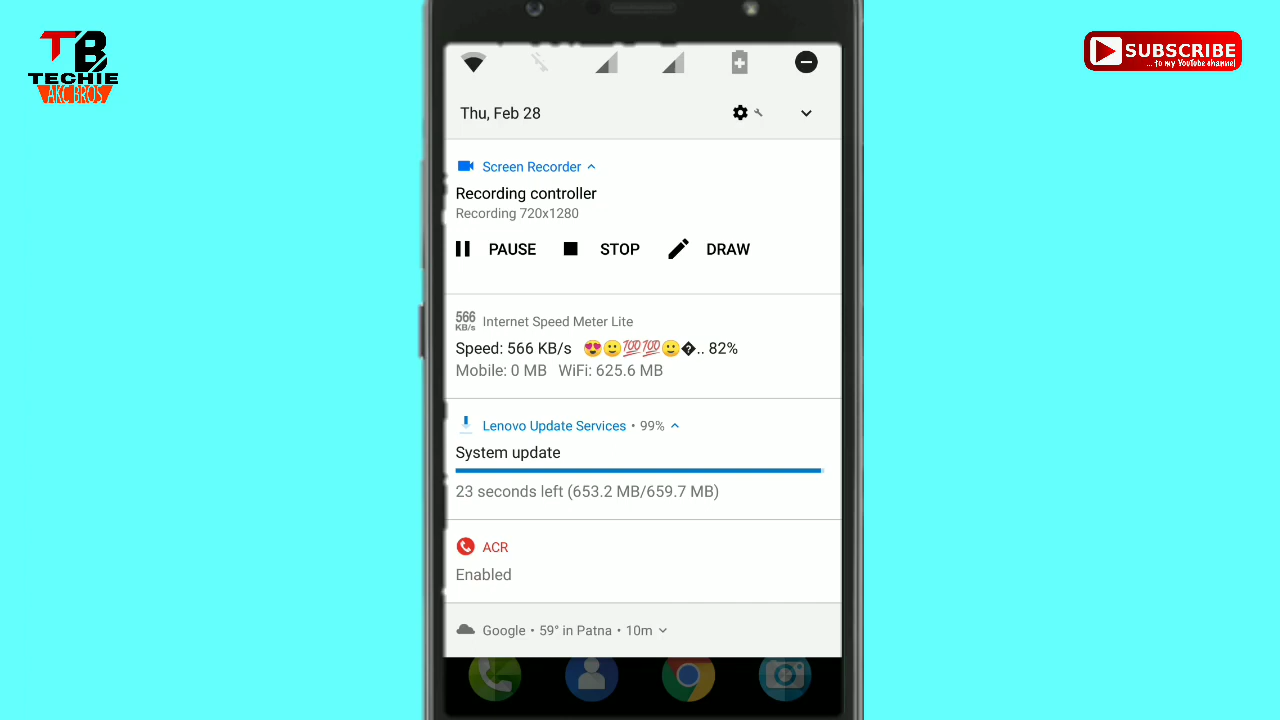 TB
TECHIE
AKC BROS
SUBSCRIBE
... to my YouTube channel
Thu, Feb 28
Screen Recorder
Recording controller
Recording 720x1280
PAUSE STOP DRAW
566 KB/s Internet Speed Meter Lite
Speed: 566 KB/s 😍🙂💯💯🙂�.. 82%
Mobile: 0 MB WiFi: 625.6 MB
Lenovo Update Services • 99%
System update
23 seconds left (653.2 MB/659.7 MB)
ACR
Enabled
Google • 59° in Patna • 10m